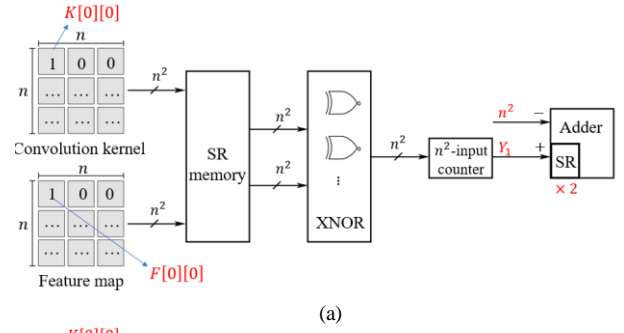 K[0][0]
n
n
1 0 0
... ... ...
... ... ...
Convolution kernel
n²
n
n
1 0 0
... ... ...
... ... ...
Feature map
F[0][0]
n²
SR
memory
n²
n²
⋮
XNOR
n²
n²-input
counter
n² −
Y₁ +
Adder
SR
× 2
(a)